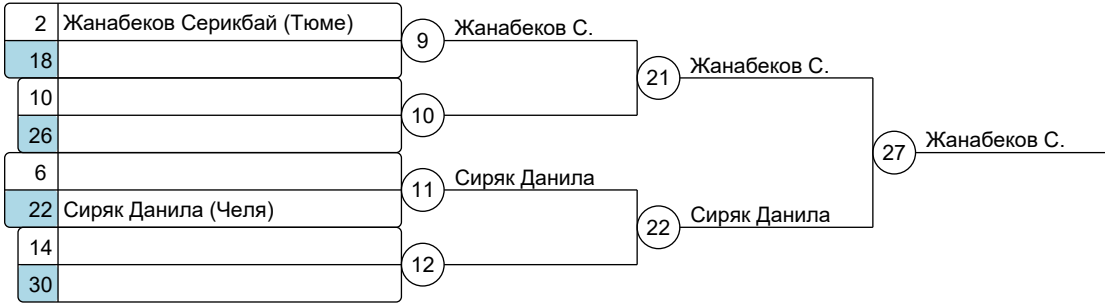 2 Жанабеков Серикбай (Тюме)
18
10
26
6
22 Сиряк Данила (Челя)
14
30
9 Жанабеков С.
10
11 Сиряк Данила
12
21 Жанабеков С.
22 Сиряк Данила
27 Жанабеков С.